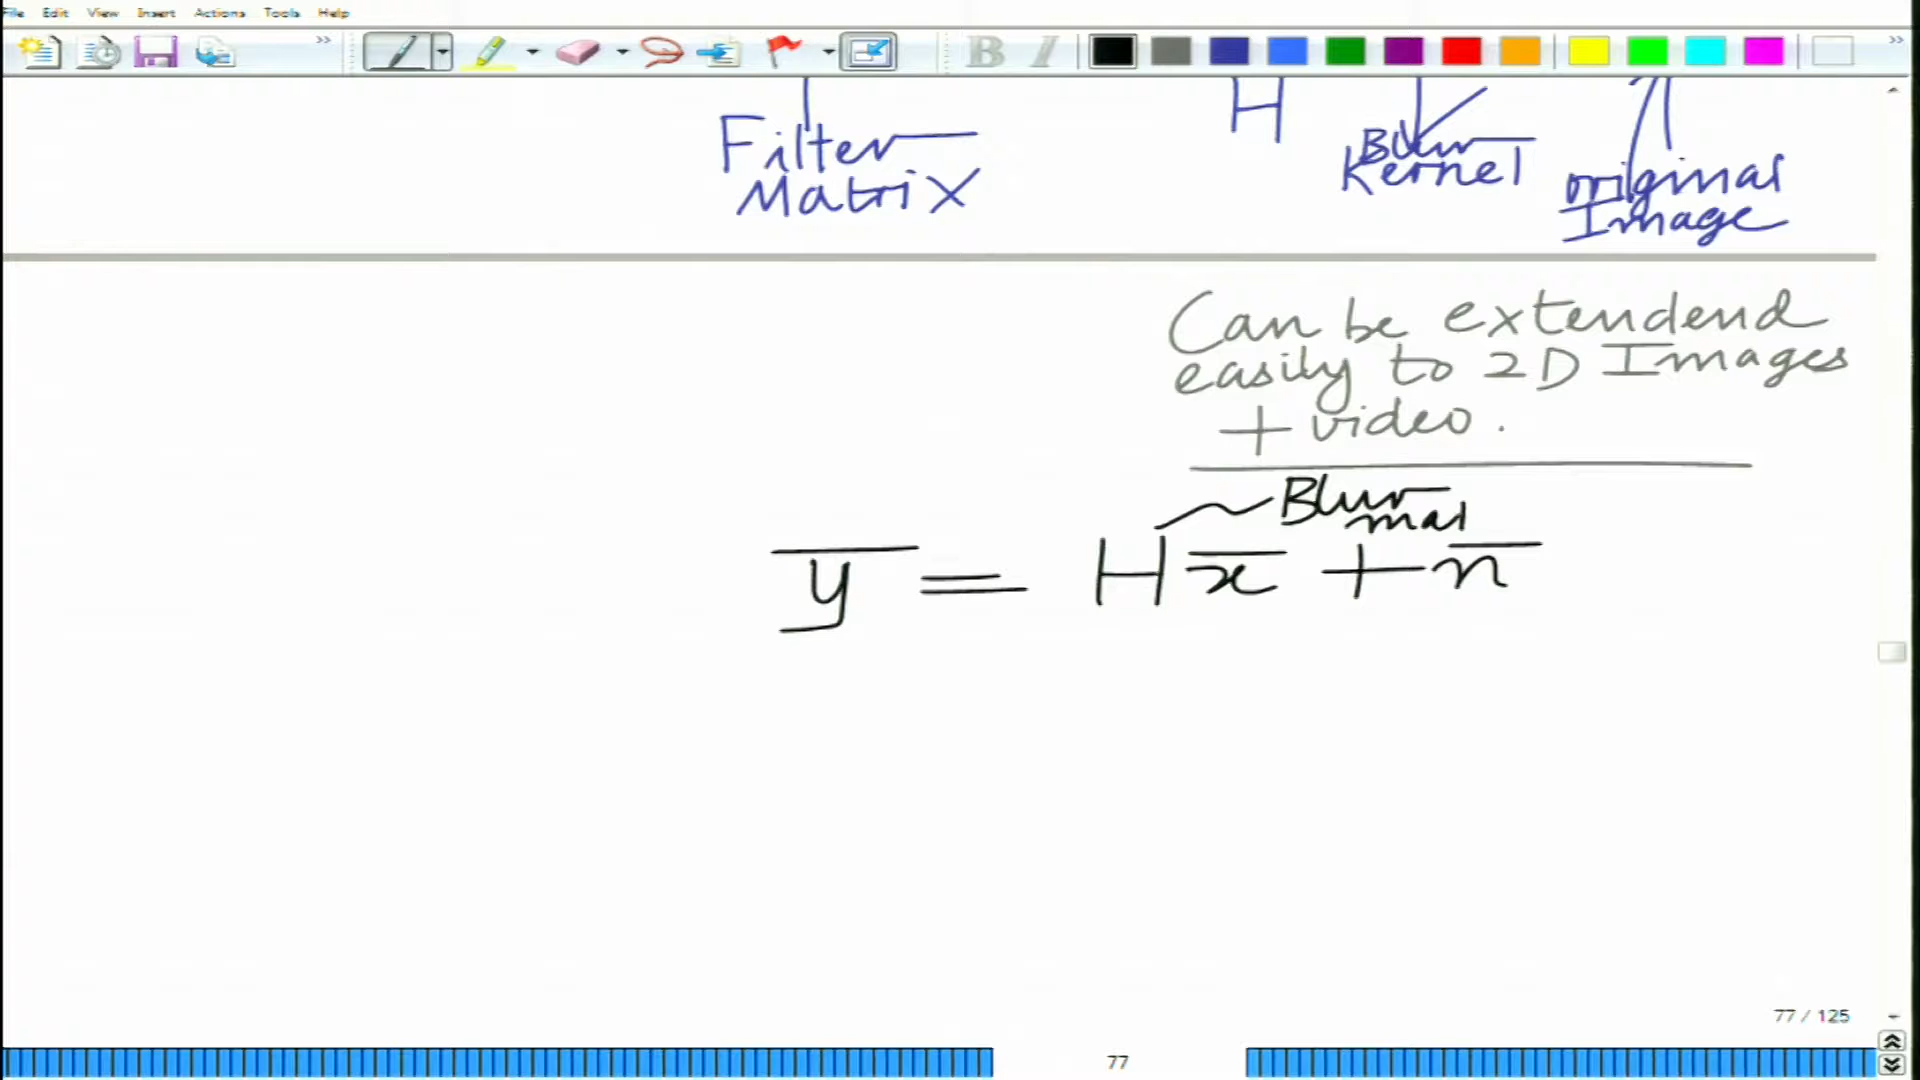 File Edit View Insert Actions Tools Help
B I
Filter
Matrix
H
Blur
Kernel
original
Image
Can be extendend
easily to 2D Images
+ video.
Blur
mat
y = Hx + n
77 / 125
77